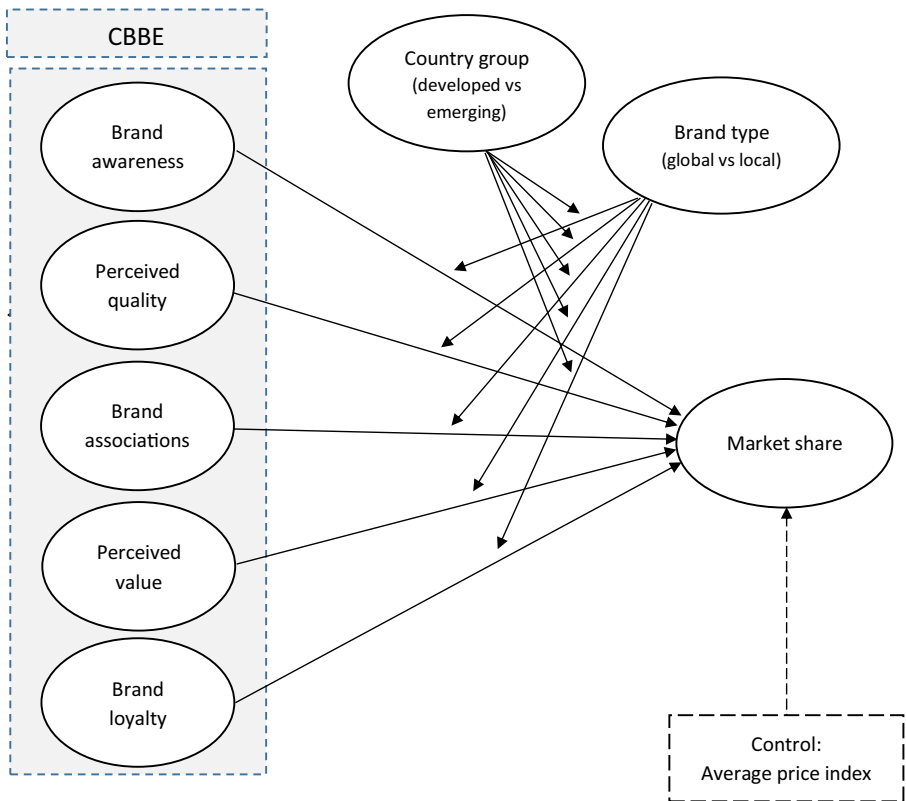 CBBE
Brand
awareness
Perceived
quality
Brand
associations
Perceived
value
Brand
loyalty
Country group
(developed vs
emerging)
Brand type
(global vs local)
Market share
Control:
Average price index